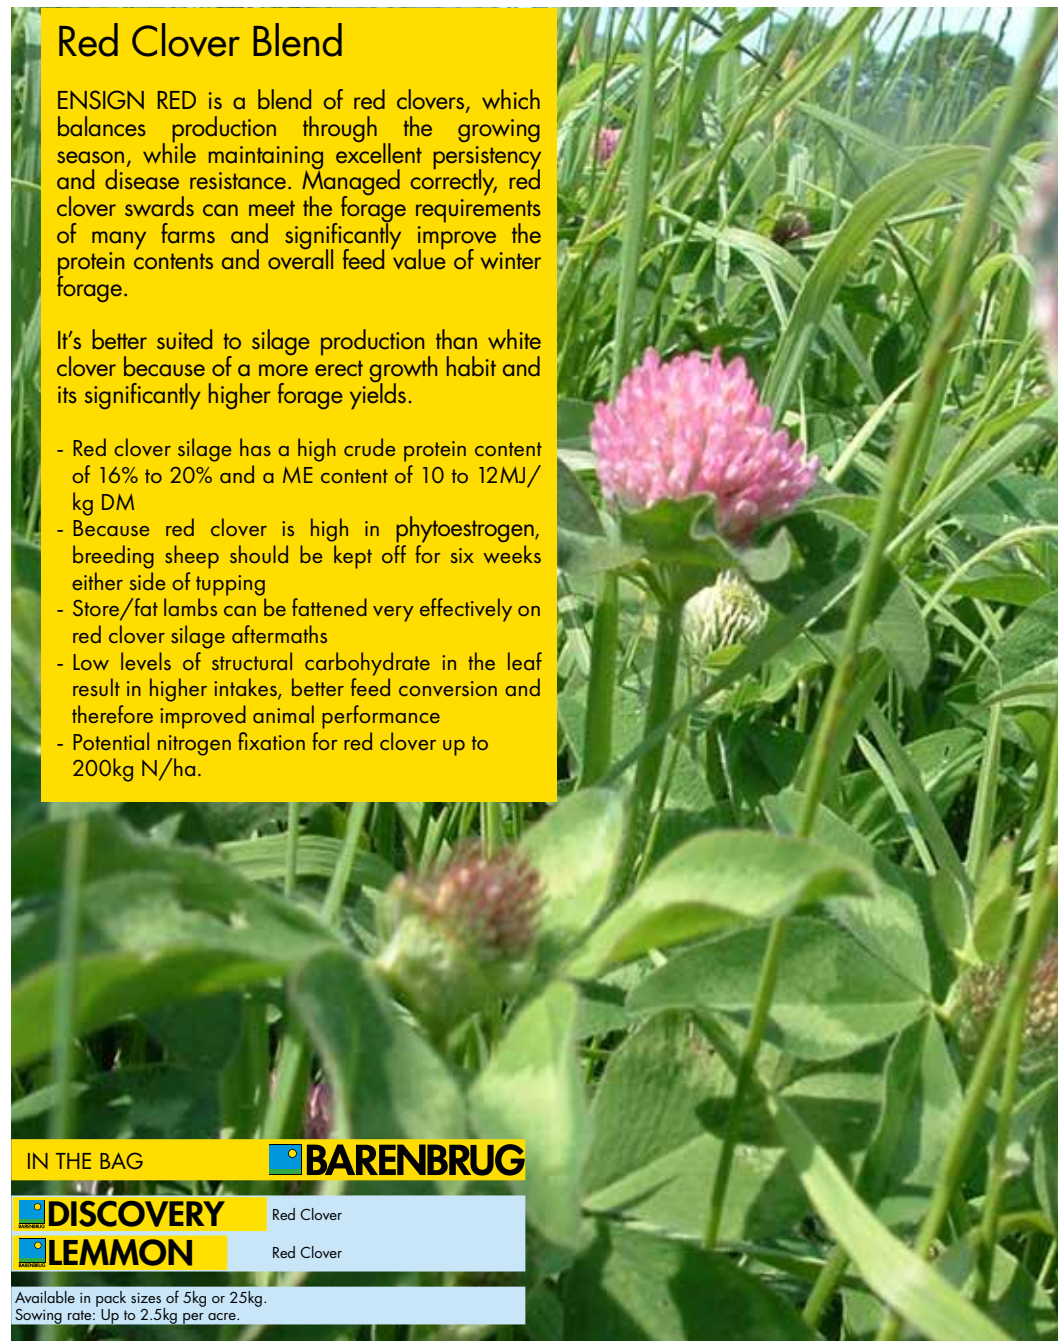 Red Clover Blend
ENSIGN RED is a blend of red clovers, which
balances production through the growing
season, while maintaining excellent persistency
and disease resistance. Managed correctly, red
clover swards can meet the forage requirements
of many farms and significantly improve the
protein contents and overall feed value of winter
forage.
It’s better suited to silage production than white
clover because of a more erect growth habit and
its significantly higher forage yields.
- Red clover silage has a high crude protein content
of 16% to 20% and a ME content of 10 to 12MJ/
kg DM
- Because red clover is high in phytoestrogen,
breeding sheep should be kept off for six weeks
either side of tupping
- Store/fat lambs can be fattened very effectively on
red clover silage aftermaths
- Low levels of structural carbohydrate in the leaf
result in higher intakes, better feed conversion and
therefore improved animal performance
- Potential nitrogen fixation for red clover up to
200kg N/ha.
IN THE BAG BARENBRUG
BARENBRUG DISCOVERY Red Clover
BARENBRUG LEMMON Red Clover
Available in pack sizes of 5kg or 25kg.
Sowing rate: Up to 2.5kg per acre.